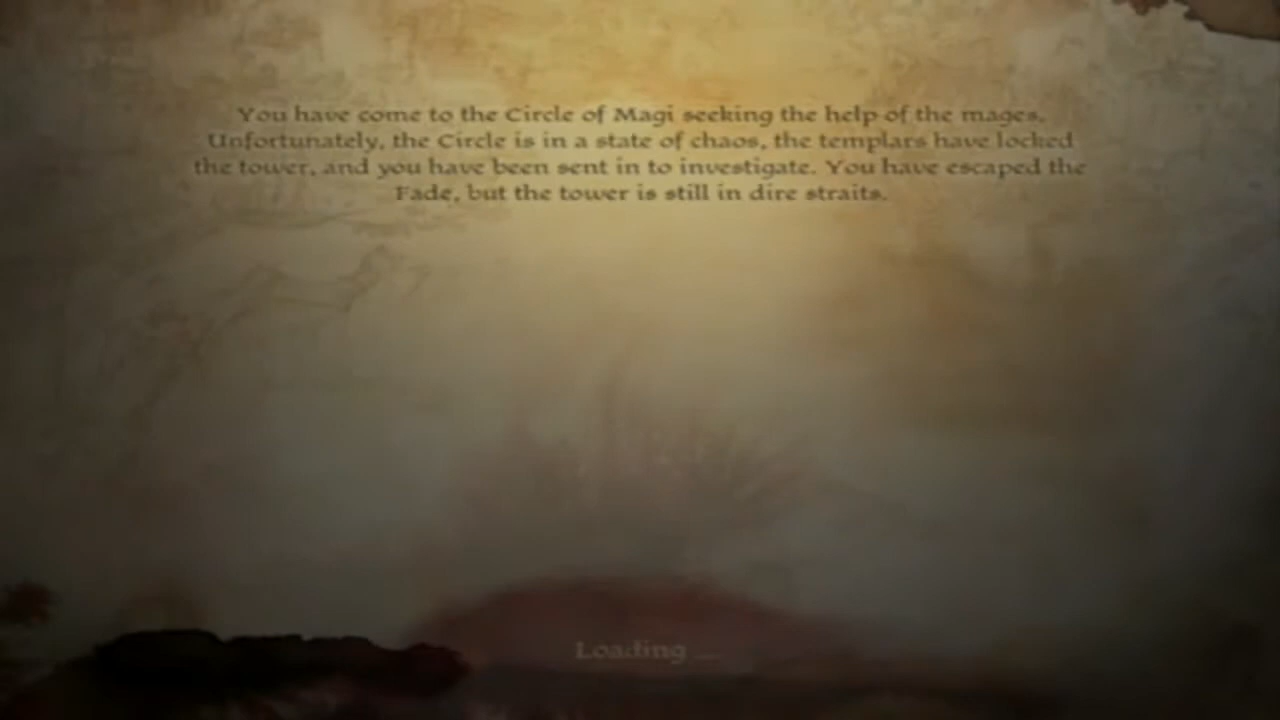 You have come to the Circle of Magi seeking the help of the mages.
Unfortunately, the Circle is in a state of chaos, the templars have locked
the tower, and you have been sent in to investigate. You have escaped the
Fade, but the tower is still in dire straits.
Loading ...